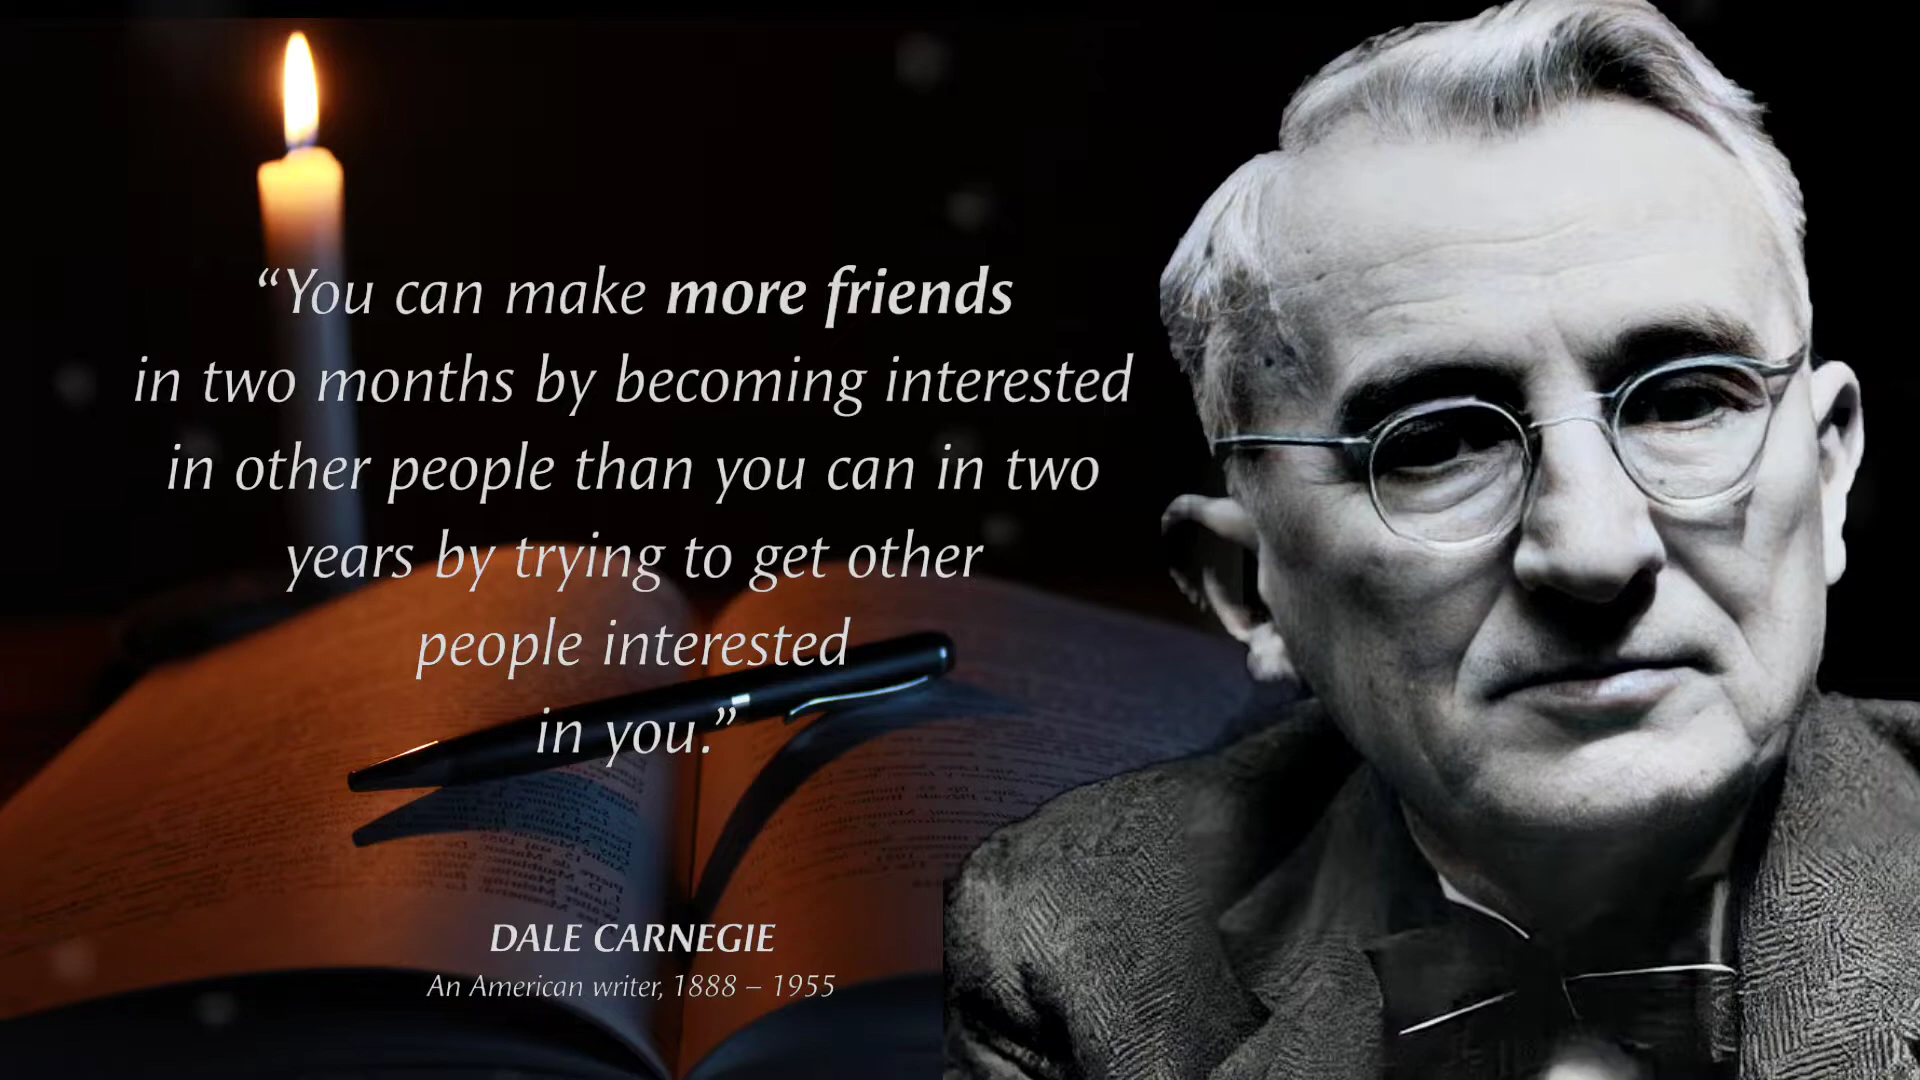 “You can make more friends
in two months by becoming interested
in other people than you can in two
years by trying to get other
people interested
in you.”
DALE CARNEGIE
An American writer, 1888 – 1955